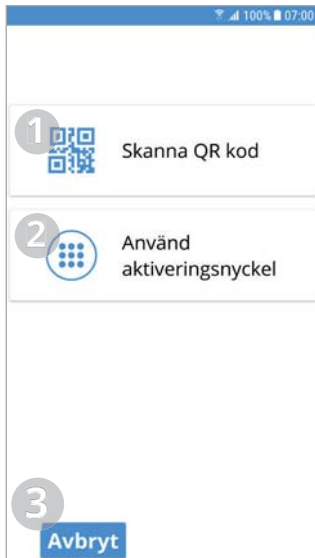 100% 07:00
1
Skanna QR kod
2
Använd
aktiveringsnyckel
3
Avbryt